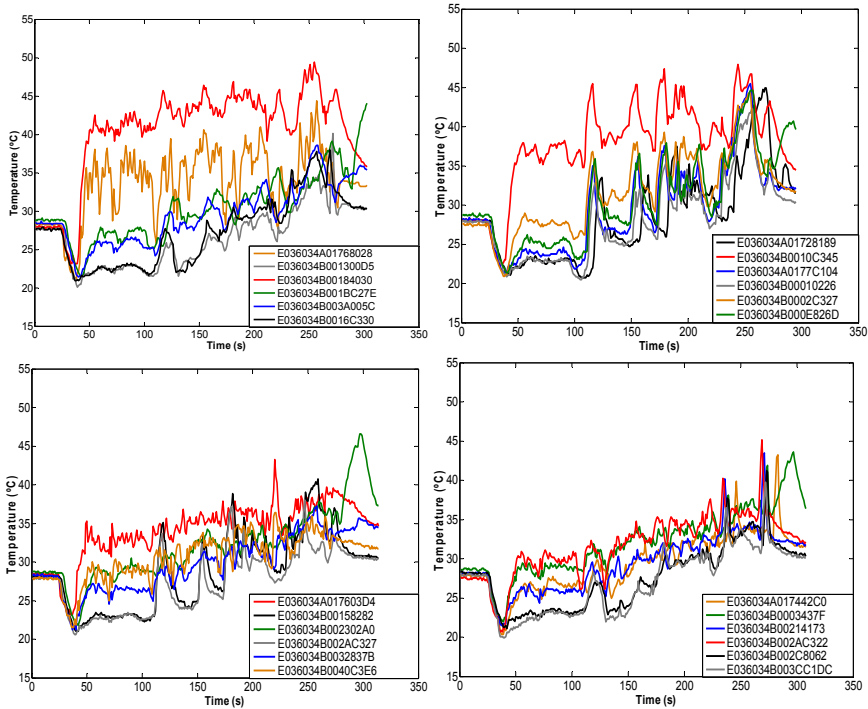 55
50
45
40
35
30
25
20
15
Temperature (ºC)
E036034A01768028
E036034B001300D5
E036034B00184030
E036034B001BC27E
E036034B003A005C
E036034B0016C330
0 50 100 150 200 250 300 350
Time (s)
55
50
45
40
35
30
25
20
15
Temperature (ºC)
E036034A01728189
E036034B0010C345
E036034A0177C104
E036034B00010226
E036034B0002C327
E036034B000E826D
0 50 100 150 200 250 300 350
Time (s)
55
50
45
40
35
30
25
20
15
Temperature (ºC)
E036034A017603D4
E036034B00158282
E036034B002302A0
E036034B002AC327
E036034B0032837B
E036034B0040C3E6
0 50 100 150 200 250 300 350
Time (s)
55
50
45
40
35
30
25
20
15
Temperature (ºC)
E036034A017442C0
E036034B0003437F
E036034B00214173
E036034B002AC322
E036034B002C8062
E036034B003CC1DC
0 50 100 150 200 250 300 350
Time (s)